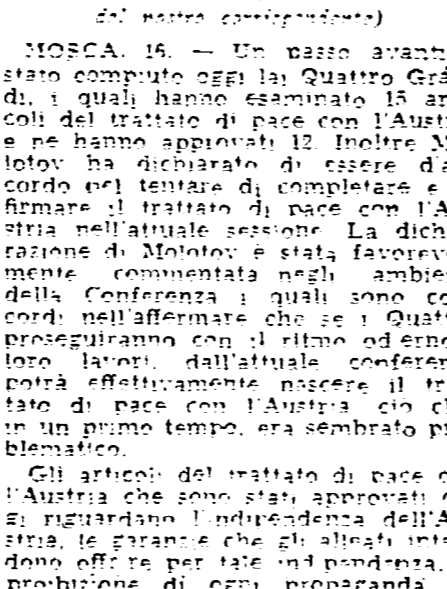 dal nostro corrispondente)
MOSCA, 16. — Un passo avanti
stato compiuto oggi lai Quattro Gra
di, i quali hanno esaminato 15 ar
coli del trattato di pace con l'Aust
e ne hanno approvati 12. Inoltre M
lotov ha dichiarato di essere d'a
cordo nel tentare di completare e
firmare il trattato di pace con l'A
stria nell'attuale sessione. La dich
razione di Molotov è stata favorev
mente commentata negli ambie
della Conferenza i quali sono co
cordi nell'affermare che se i Quat
proseguiranno con il ritmo odierno
loro lavori, dall'attuale conferen
potrà effettivamente nascere il tr
tato di pace con l'Austria ciò ch
in un primo tempo, era sembrato p
blematico.
Gli articoli del trattato di pace c
l'Austria che sono stati approvati o
gi riguardano l'indipendenza dell'A
stria, le garanzie che gli alleati inte
dono offrire per tale indipendenza,
proibizione di ogni propaganda